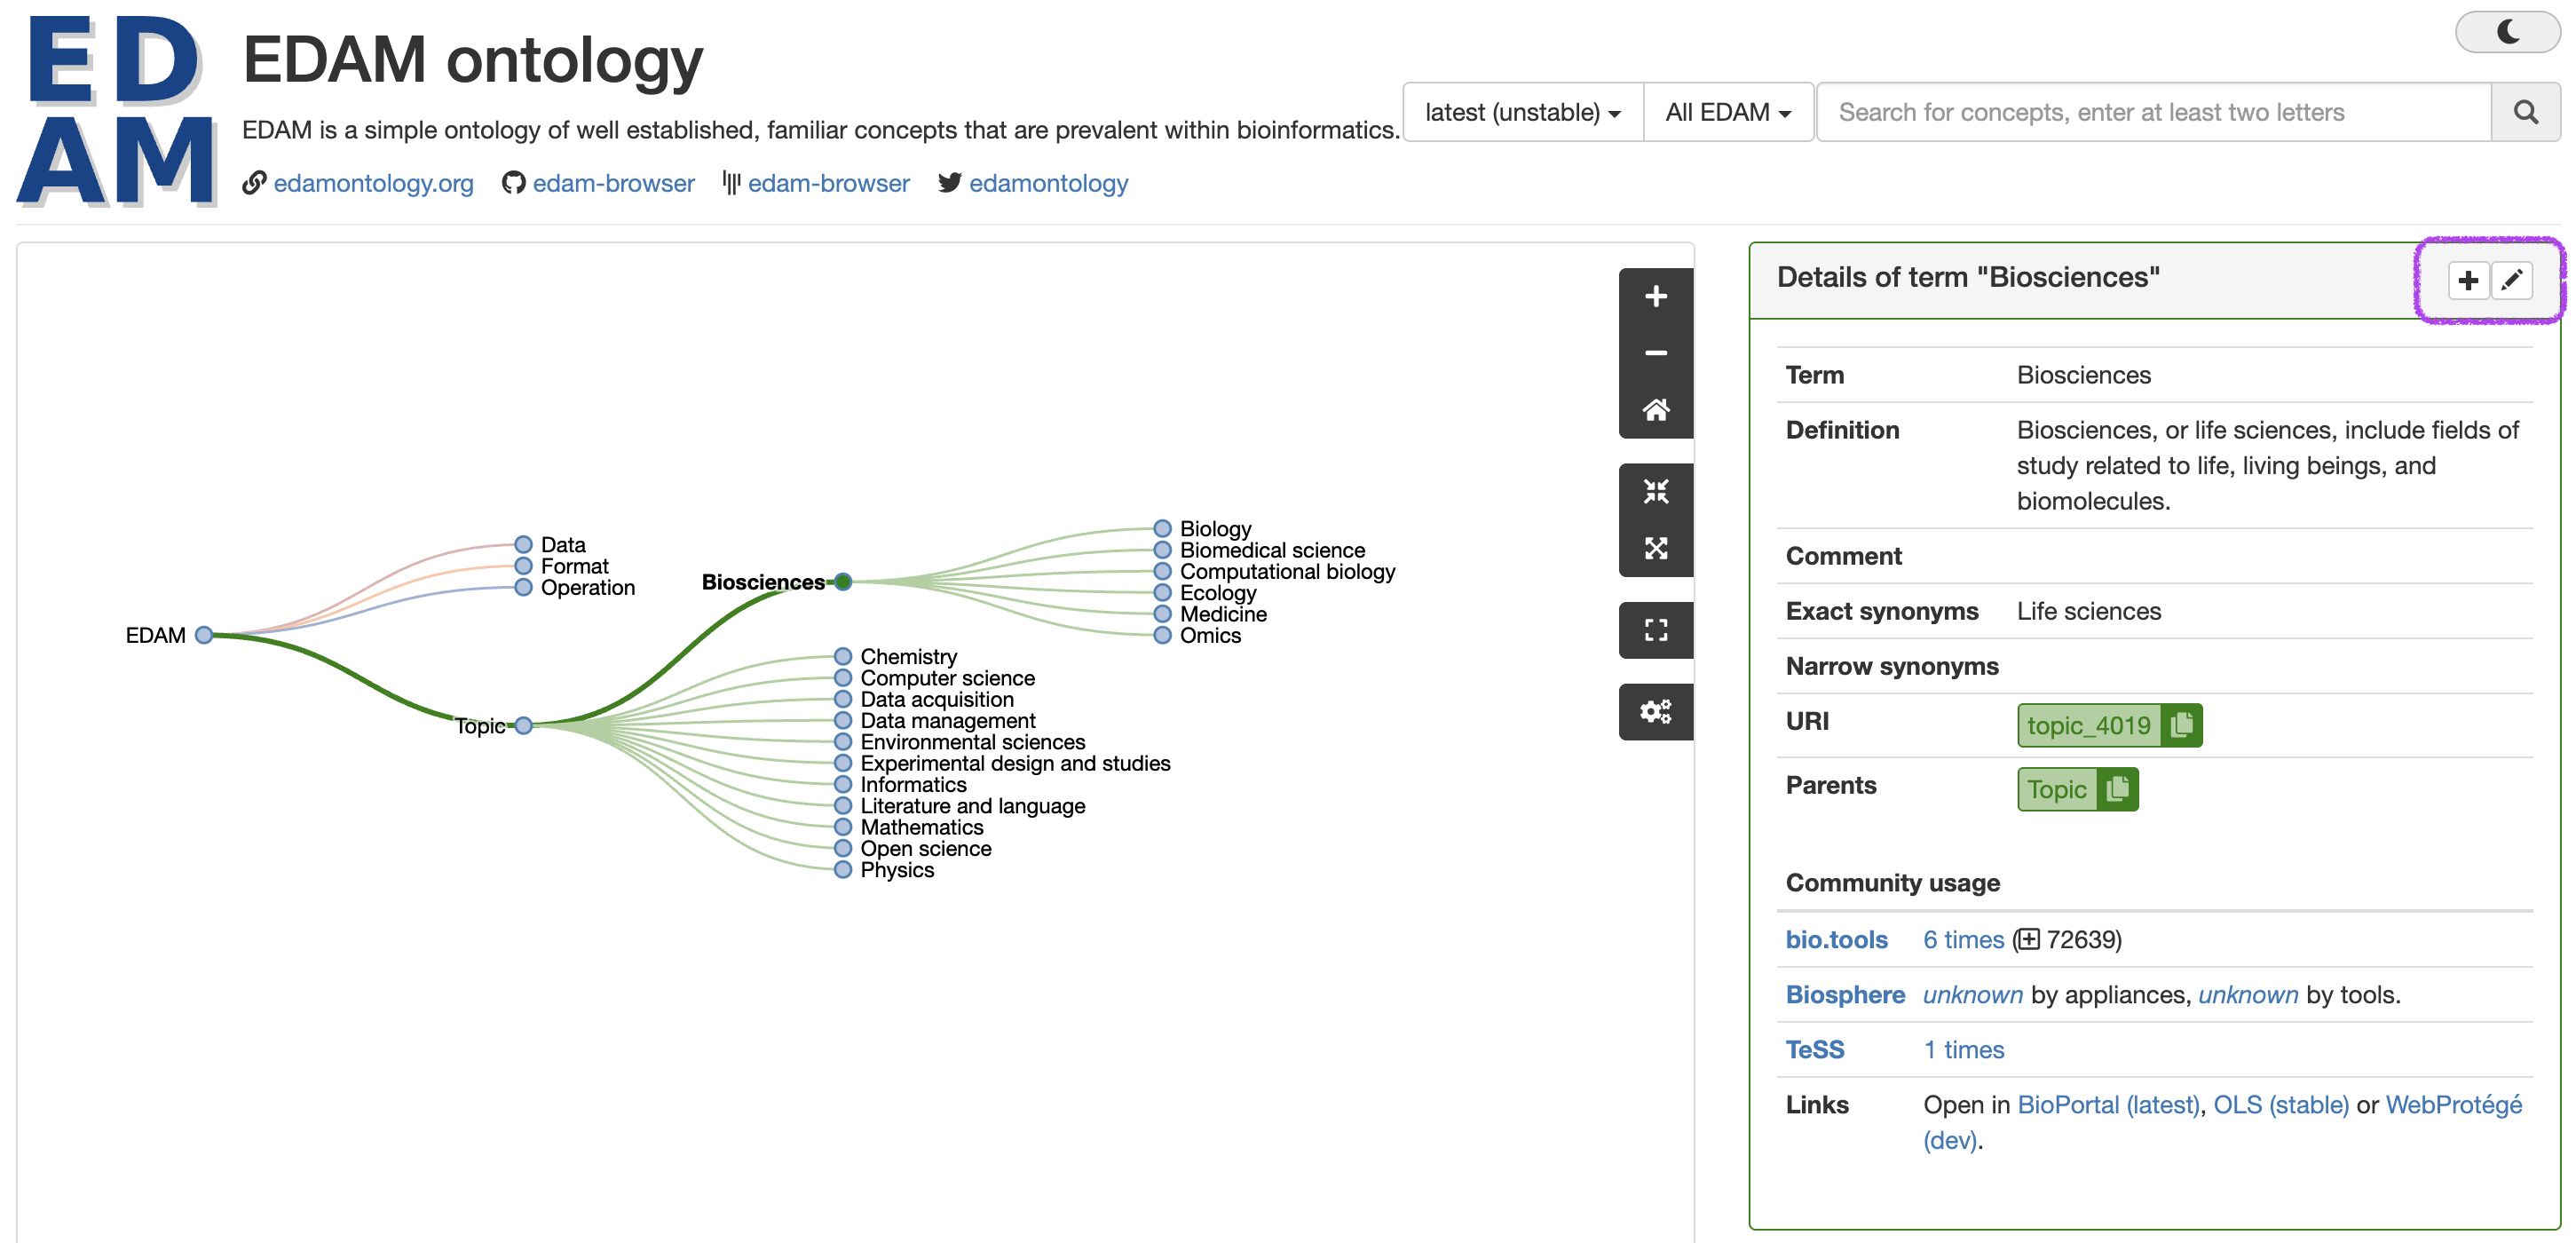 ED
AM
EDAM ontology
EDAM is a simple ontology of well established, familiar concepts that are prevalent within bioinformatics.
edamontology.org edam-browser edam-browser edamontology
latest (unstable) All EDAM Search for concepts, enter at least two letters
Data
Format
Operation
EDAM
Topic
Biosciences
Biology
Biomedical science
Computational biology
Ecology
Medicine
Omics
Chemistry
Computer science
Data acquisition
Data management
Environmental sciences
Experimental design and studies
Informatics
Literature and language
Mathematics
Open science
Physics
Details of term "Biosciences"
Term Biosciences
Definition Biosciences, or life sciences, include fields of
study related to life, living beings, and
biomolecules.
Comment
Exact synonyms Life sciences
Narrow synonyms
URI topic_4019
Parents Topic
Community usage
bio.tools 6 times (72639)
Biosphere unknown by appliances, unknown by tools.
TeSS 1 times
Links Open in BioPortal (latest), OLS (stable) or WebProtégé
(dev).